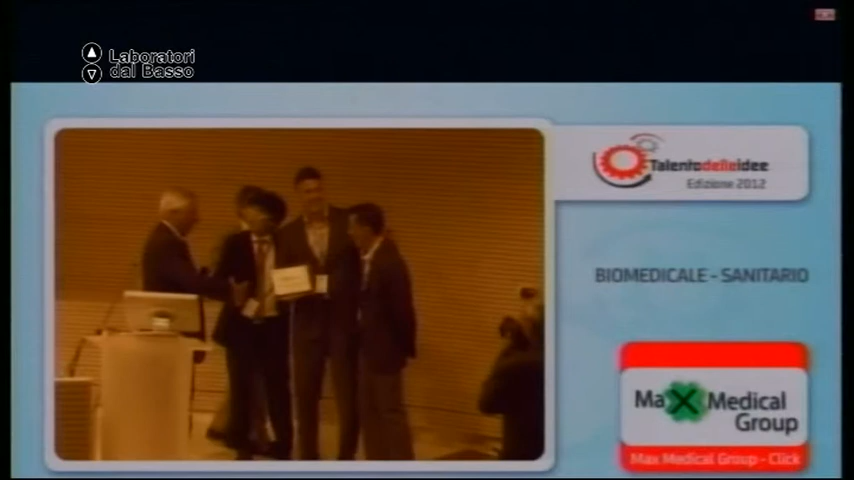 Laboratori
dal Basso
Talentodelleidee
Edizione 2012
BIOMEDICALE - SANITARIO
Max Medical
Group
Max Medical Group - Click